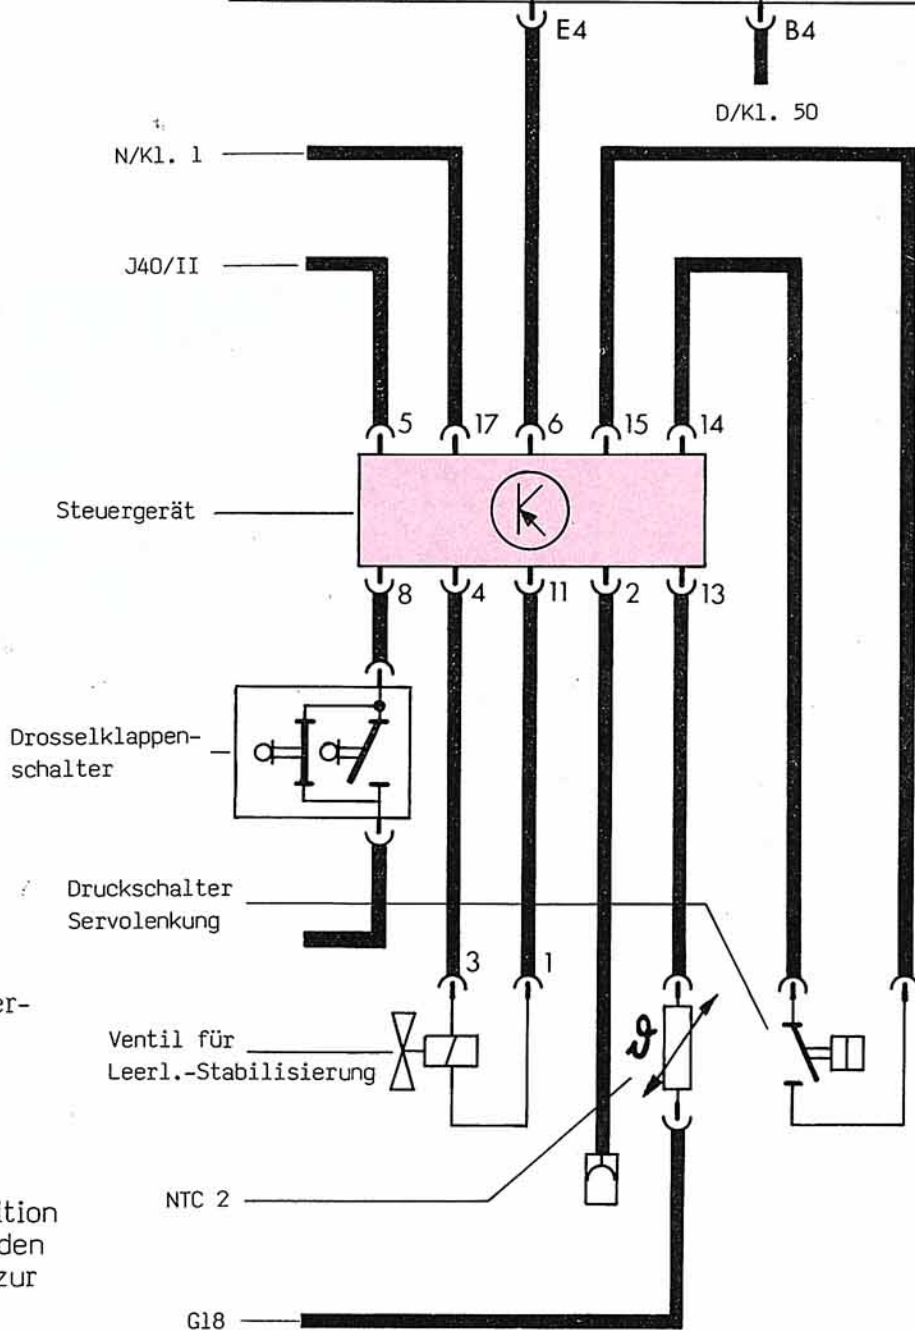 E4
B4
D/Kl. 50
N/Kl. 1
J40/II
5
17
6
15
14
Steuergerät
8
4
11
2
13
Drosselklappen-
schalter
Druckschalter
Servolenkung
3
1
er-
Ventil für
Leerl.-Stabilisierung
ition
NTC 2
den
zur
G18